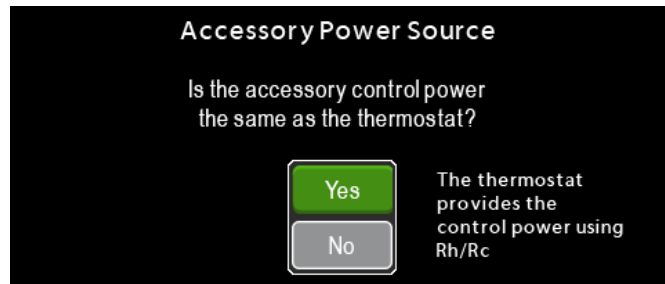 Accessory Power Source
Is the accessory control power
the same as the thermostat?
Yes
No
The thermostat
provides the
control power using
Rh/Rc